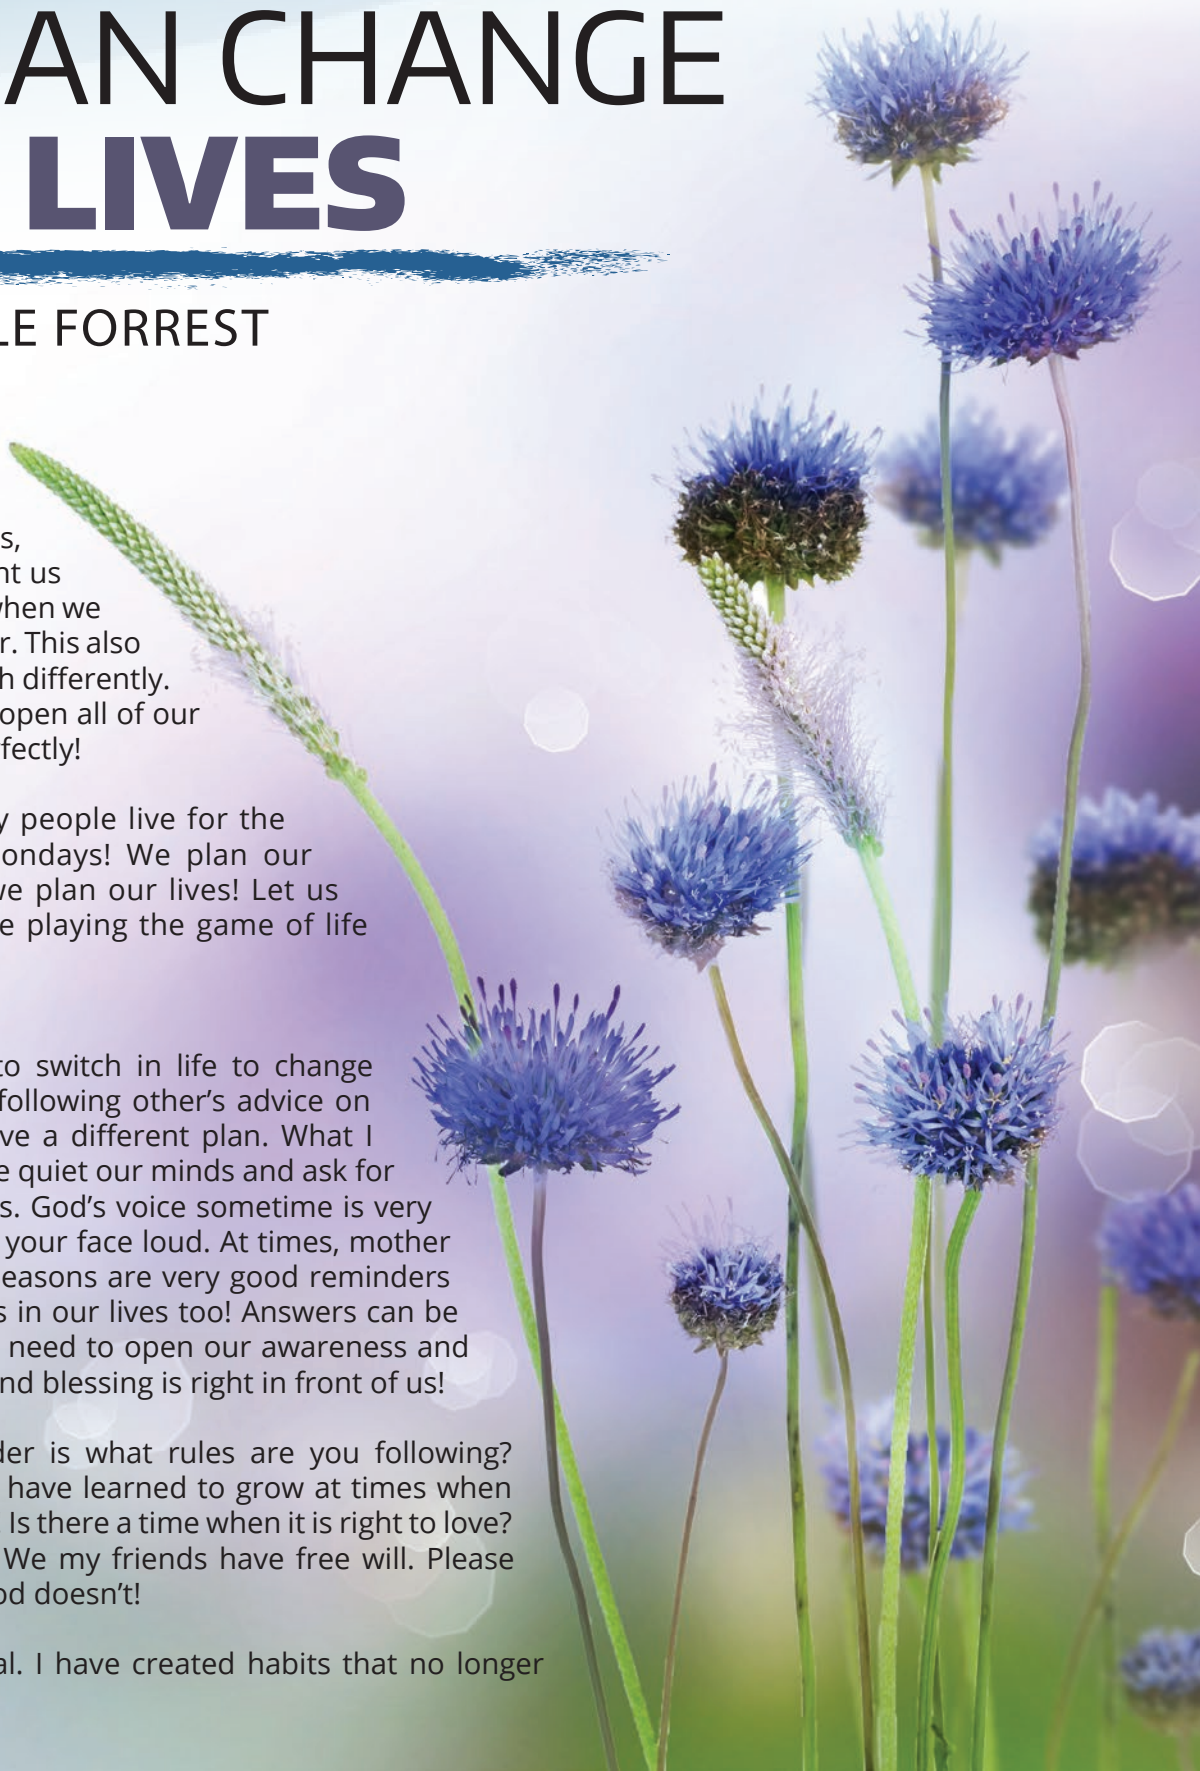 AN CHANGE
LIVES
LE FORREST
s,
nt us
when we
r. This also
h differently.
open all of our
fectly!
y people live for the
ondays! We plan our
we plan our lives! Let us
e playing the game of life
to switch in life to change
following other's advice on
ve a different plan. What I
e quiet our minds and ask for
s. God's voice sometime is very
your face loud. At times, mother
easons are very good reminders
s in our lives too! Answers can be
need to open our awareness and
nd blessing is right in front of us!
der is what rules are you following?
have learned to grow at times when
. Is there a time when it is right to love?
We my friends have free will. Please
od doesn't!
al. I have created habits that no longer